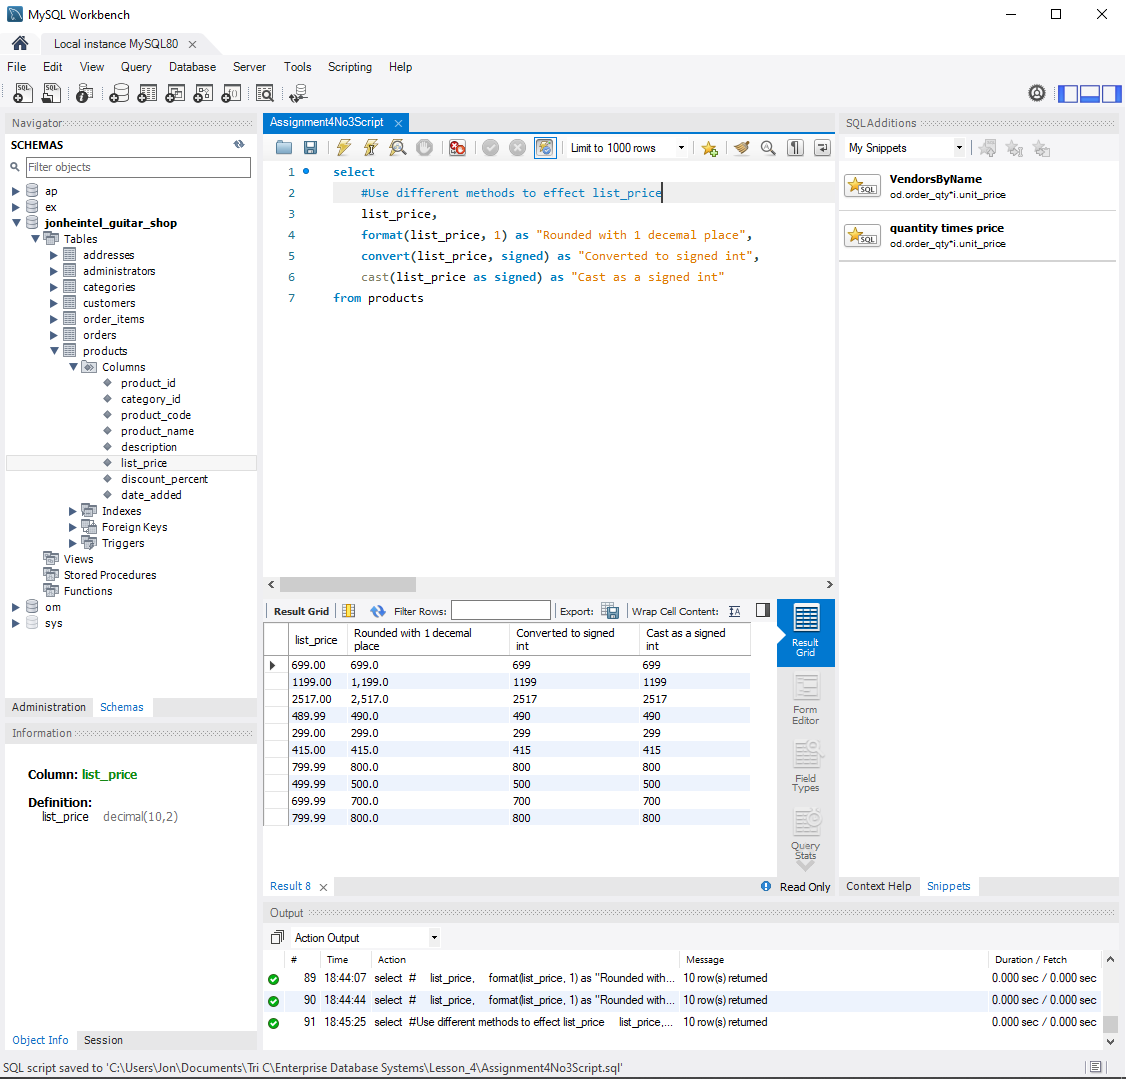 MySQL Workbench
Local instance MySQL80
File Edit View Query Database Server Tools Scripting Help
Navigator
SCHEMAS
Filter objects
ap
ex
jonheintel_guitar_shop
Tables
addresses
administrators
categories
customers
order_items
orders
products
Columns
product_id
category_id
product_code
product_name
description
list_price
discount_percent
date_added
Indexes
Foreign Keys
Triggers
Views
Stored Procedures
Functions
om
sys
Administration Schemas
Information
Column: list_price
Definition:
list_price decimal(10,2)
Object Info Session
Assignment4No3Script
Limit to 1000 rows
1 select
2 #Use different methods to effect list_price
3 list_price,
4 format(list_price, 1) as "Rounded with 1 decemal place",
5 convert(list_price, signed) as "Converted to signed int",
6 cast(list_price as signed) as "Cast as a signed int"
7 from products
Result Grid Filter Rows: Export: Wrap Cell Content:
list_price Rounded with 1 decemal place Converted to signed int Cast as a signed int
699.00 699.0 699 699
1199.00 1,199.0 1199 1199
2517.00 2,517.0 2517 2517
489.99 490.0 490 490
299.00 299.0 299 299
415.00 415.0 415 415
799.99 800.0 800 800
499.99 500.0 500 500
699.99 700.0 700 700
799.99 800.0 800 800
Result Grid
Form Editor
Field Types
Query Stats
Result 8 Read Only
SQLAdditions
My Snippets
SQL VendorsByName
od.order_qty*i.unit_price
SQL quantity times price
od.order_qty*i.unit_price
Context Help Snippets
Output
Action Output
# Time Action Message Duration / Fetch
89 18:44:07 select # list_price, format(list_price, 1) as "Rounded with... 10 row(s) returned 0.000 sec / 0.000 sec
90 18:44:44 select # list_price, format(list_price, 1) as "Rounded with... 10 row(s) returned 0.000 sec / 0.000 sec
91 18:45:25 select #Use different methods to effect list_price list_price,... 10 row(s) returned 0.000 sec / 0.000 sec
SQL script saved to 'C:\Users\Jon\Documents\Tri C\Enterprise Database Systems\Lesson_4\Assignment4No3Script.sql'